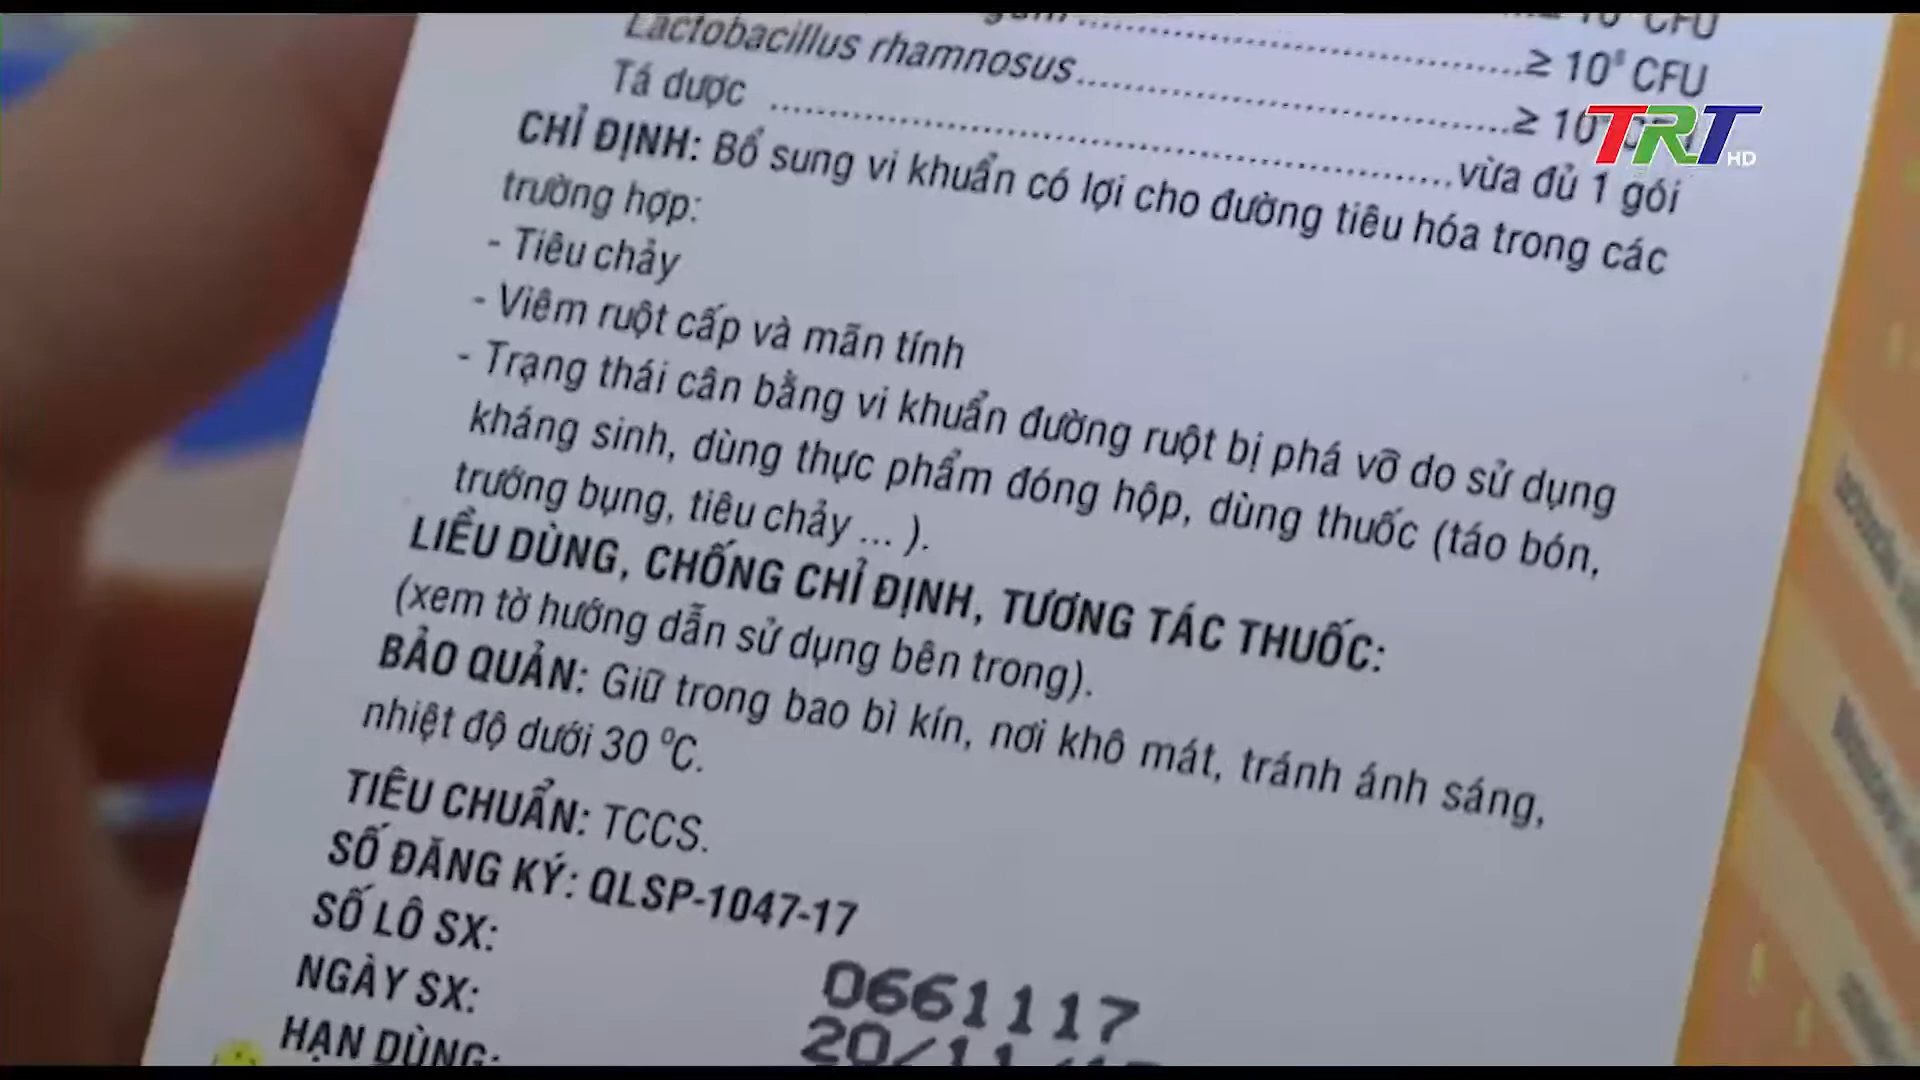 CFU
≥ 10⁸ CFU
Lactobacillus rhamnosus
≥ 10
Tá dược vừa đủ 1 gói
CHỈ ĐỊNH: Bổ sung vi khuẩn có lợi cho đường tiêu hóa trong các
trường hợp:
- Tiêu chảy
- Viêm ruột cấp và mãn tính
- Trạng thái cân bằng vi khuẩn đường ruột bị phá vỡ do sử dụng
kháng sinh, dùng thực phẩm đóng hộp, dùng thuốc (táo bón,
trướng bụng, tiêu chảy ... ).
LIỀU DÙNG, CHỐNG CHỈ ĐỊNH, TƯƠNG TÁC THUỐC:
(xem tờ hướng dẫn sử dụng bên trong).
BẢO QUẢN: Giữ trong bao bì kín, nơi khô mát, tránh ánh sáng,
nhiệt độ dưới 30 ⁰C.
TIÊU CHUẨN: TCCS.
SỐ ĐĂNG KÝ: QLSP-1047-17
SỐ LÔ SX: 0661117
NGÀY SX: 20/11/
HẠN DÙNG:
TRT HD